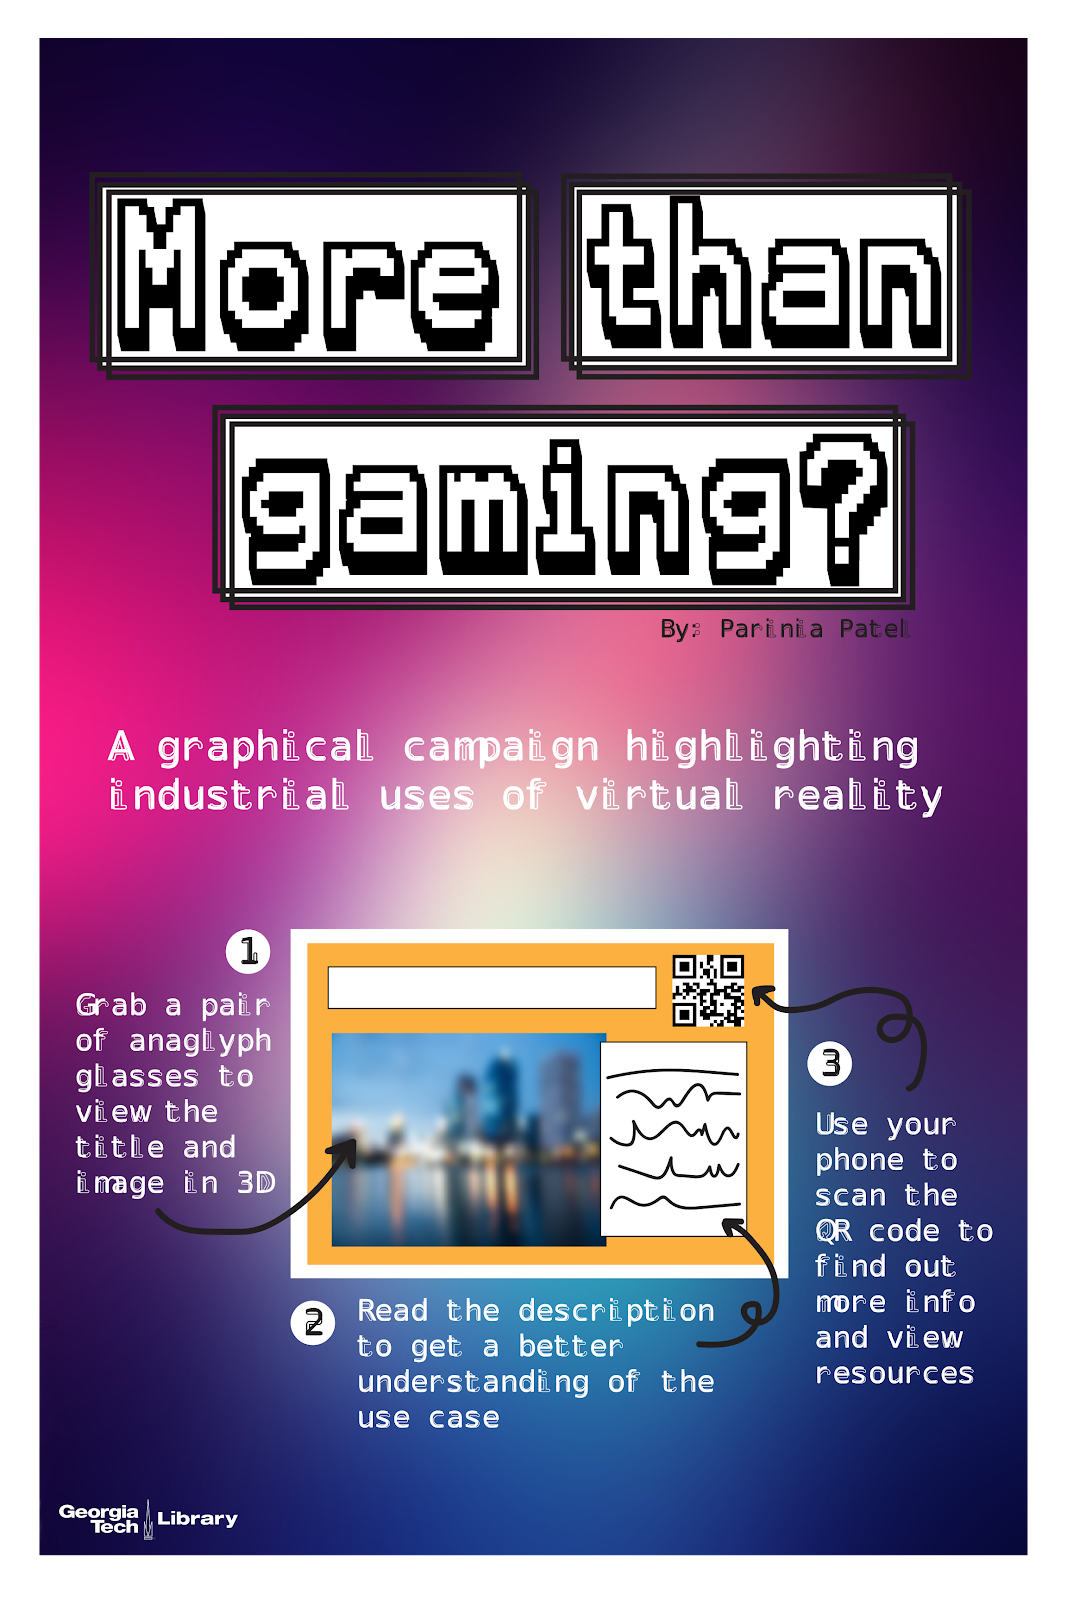 More than
gaming?
By: Parinia Patel
A graphical campaign highlighting
industrial uses of virtual reality
1
Grab a pair
of anaglyph
glasses to
view the
title and
image in 3D
2
Read the description
to get a better
understanding of the
use case
3
Use your
phone to
scan the
QR code to
find out
more info
and view
resources
Georgia
Tech
Library